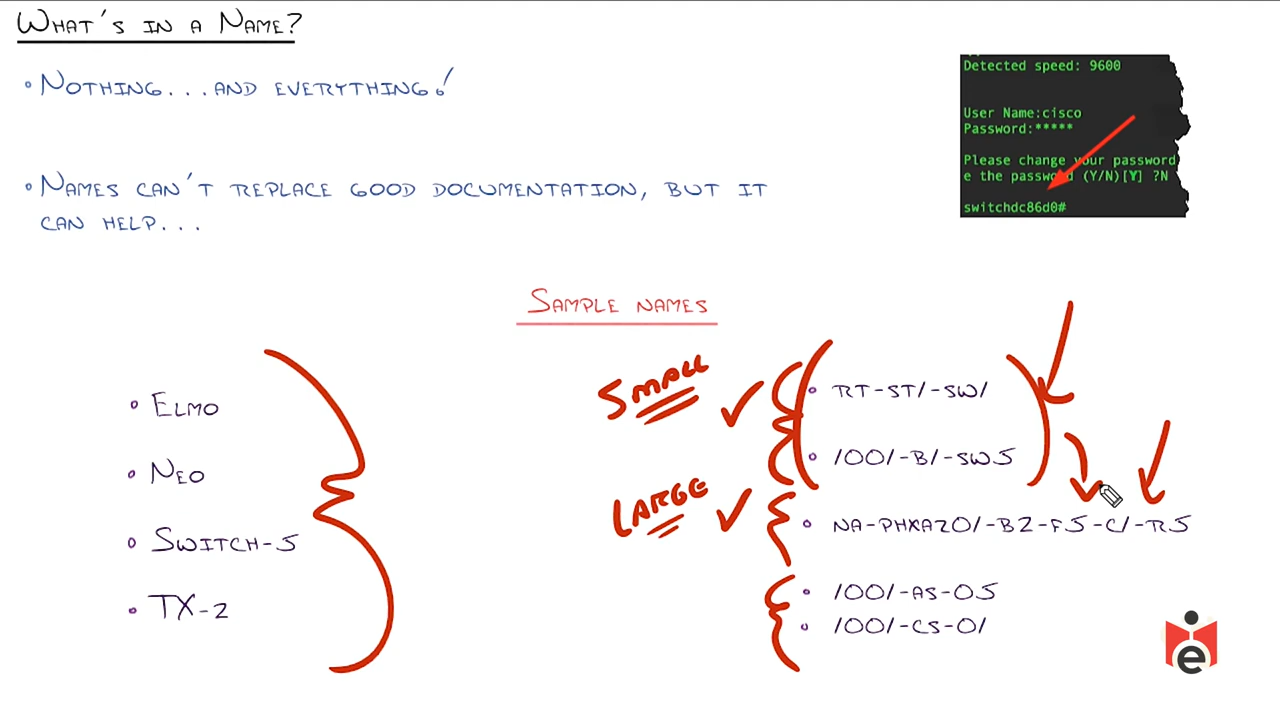 What's in a Name?
Nothing...and everything!
Names can't replace good documentation, but it
can help...
Detected speed: 9600
User Name:cisco
Password:*****
Please change your password
e the password (Y/N)[Y] ?N
switchdc86d0#
Sample names
Small
Large
Elmo
Neo
Switch-5
TX-2
RT-ST1-SW1
1001-B1-SW5
NA-PHXAZ01-B2-F5-C1-R5
1001-AS-05
1001-CS-01
e